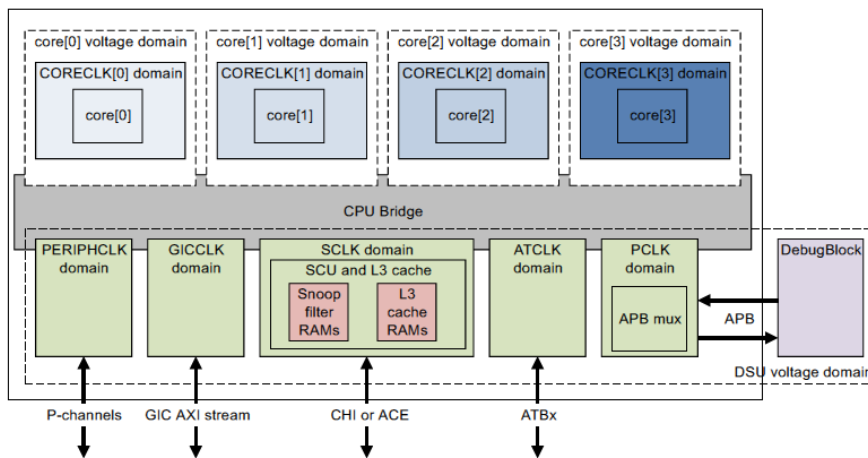 core[0] voltage domain
core[1] voltage domain
core[2] voltage domain
core[3] voltage domain
CORECLK[0] domain
CORECLK[1] domain
CORECLK[2] domain
CORECLK[3] domain
core[0]
core[1]
core[2]
core[3]
CPU Bridge
PERIPHCLK
domain
GICCLK
domain
SCLK domain
SCU and L3 cache
Snoop
filter
RAMs
L3
cache
RAMs
ATCLK
domain
PCLK
domain
APB mux
DebugBlock
APB
DSU voltage domain
P-channels
GIC AXI stream
CHI or ACE
ATBx